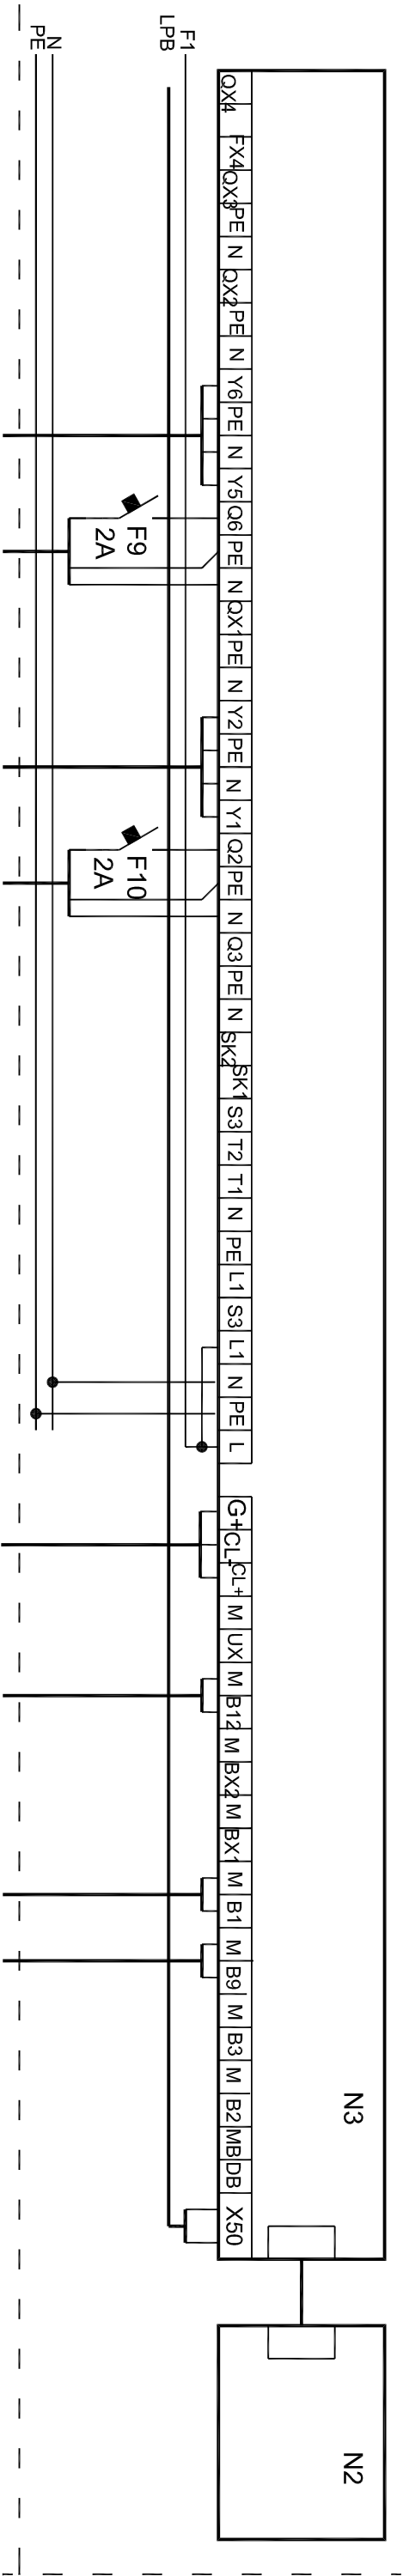 F1
LPB
N
PE
QX4
FX4
QX3
PE
N
QX2
PE
N
Y6
PE
N
Y5
Q6
PE
N
QX1
PE
N
Y2
PE
N
Y1
Q2
PE
N
Q3
PE
N
SK2
SK1
S3
T2
T1
N
PE
L1
S3
L1
N
PE
L
G+
CL-
CL+
M
UX
M
B12
M
BX2
M
BX1
M
B1
M
B9
M
B3
M
B2
MB
DB
X50
F9
2A
F10
2A
N3
N2